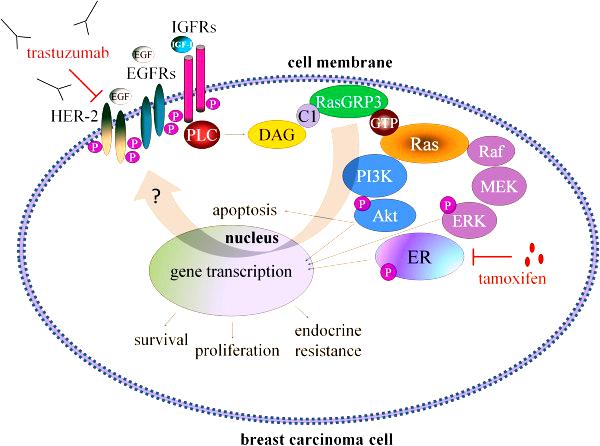 IGFRs
trastuzumab
IGF-1
EGF
EGFRs
cell membrane
EGF
HER-2
P
P
P
P
P
P
PLC
DAG
C1
RasGRP3
GTP
Ras
Raf
PI3K
MEK
?
P
Akt
P
ERK
apoptosis
nucleus
gene transcription
ER
P
tamoxifen
survival
proliferation
endocrine
resistance
breast carcinoma cell